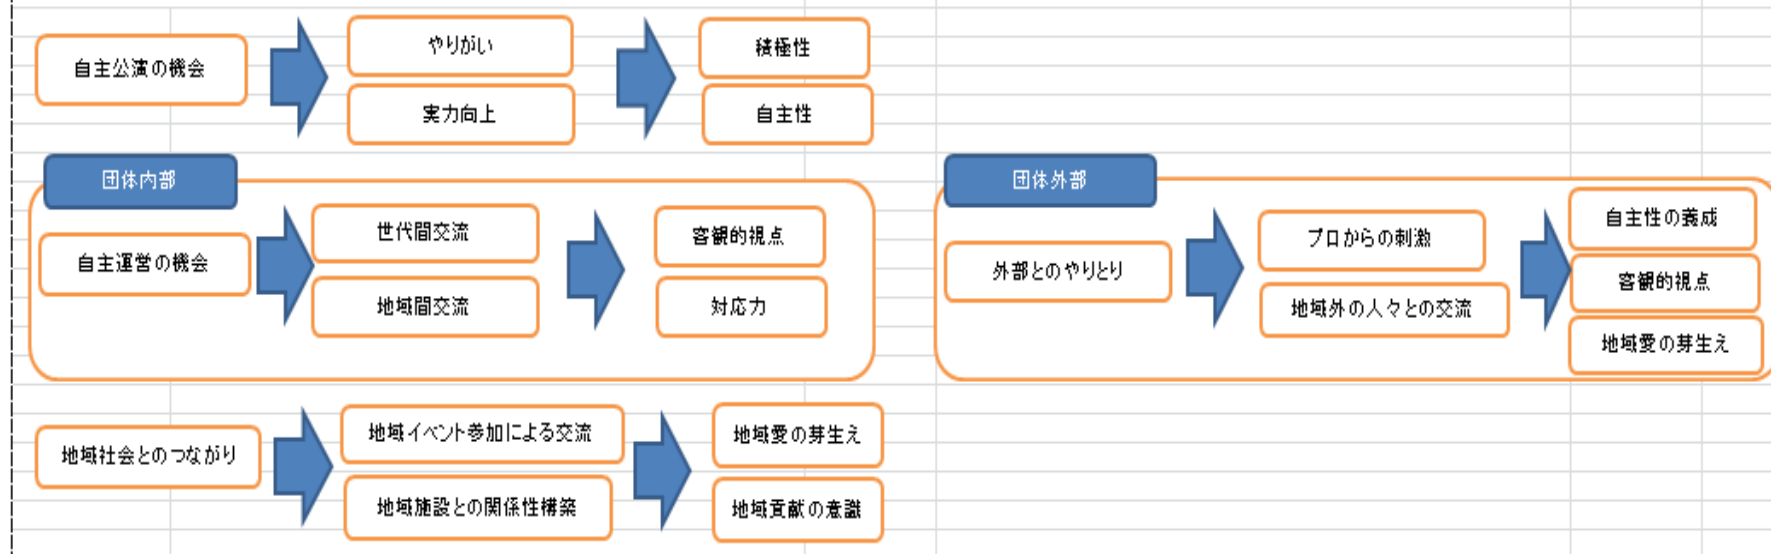 自主公演の機会
やりがい
実力向上
積極性
自主性
団体内部
自主運営の機会
世代間交流
地域間交流
客観的視点
対応力
団体外部
外部とのやりとり
プロからの刺激
地域外の人々との交流
自主性の養成
客観的視点
地域愛の芽生え
地域社会とのつながり
地域イベント参加による交流
地域施設との関係性構築
地域愛の芽生え
地域貢献の意識